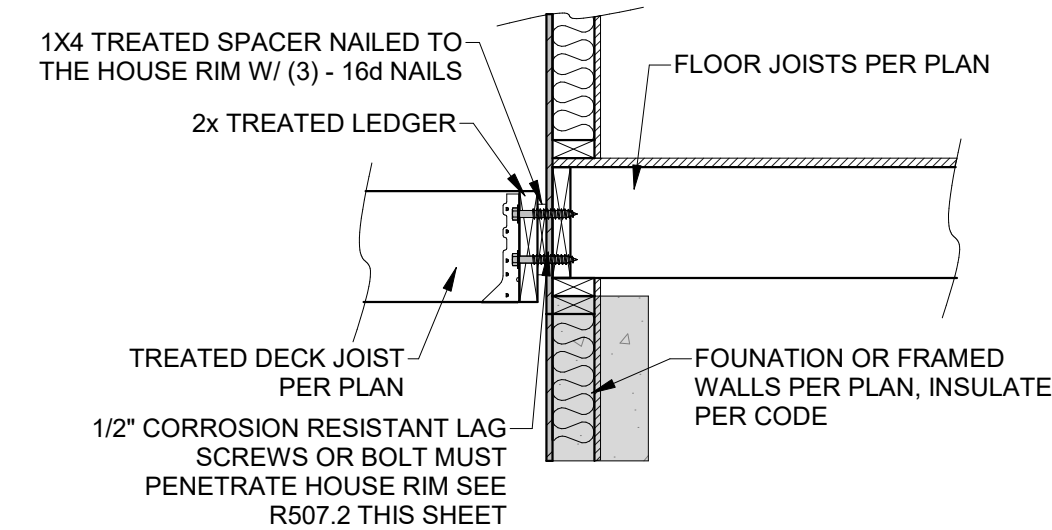 1X4 TREATED SPACER NAILED TO
THE HOUSE RIM W/ (3) - 16d NAILS
2x TREATED LEDGER
FLOOR JOISTS PER PLAN
TREATED DECK JOIST
PER PLAN
1/2" CORROSION RESISTANT LAG
SCREWS OR BOLT MUST
PENETRATE HOUSE RIM SEE
R507.2 THIS SHEET
FOUNATION OR FRAMED
WALLS PER PLAN, INSULATE
PER CODE